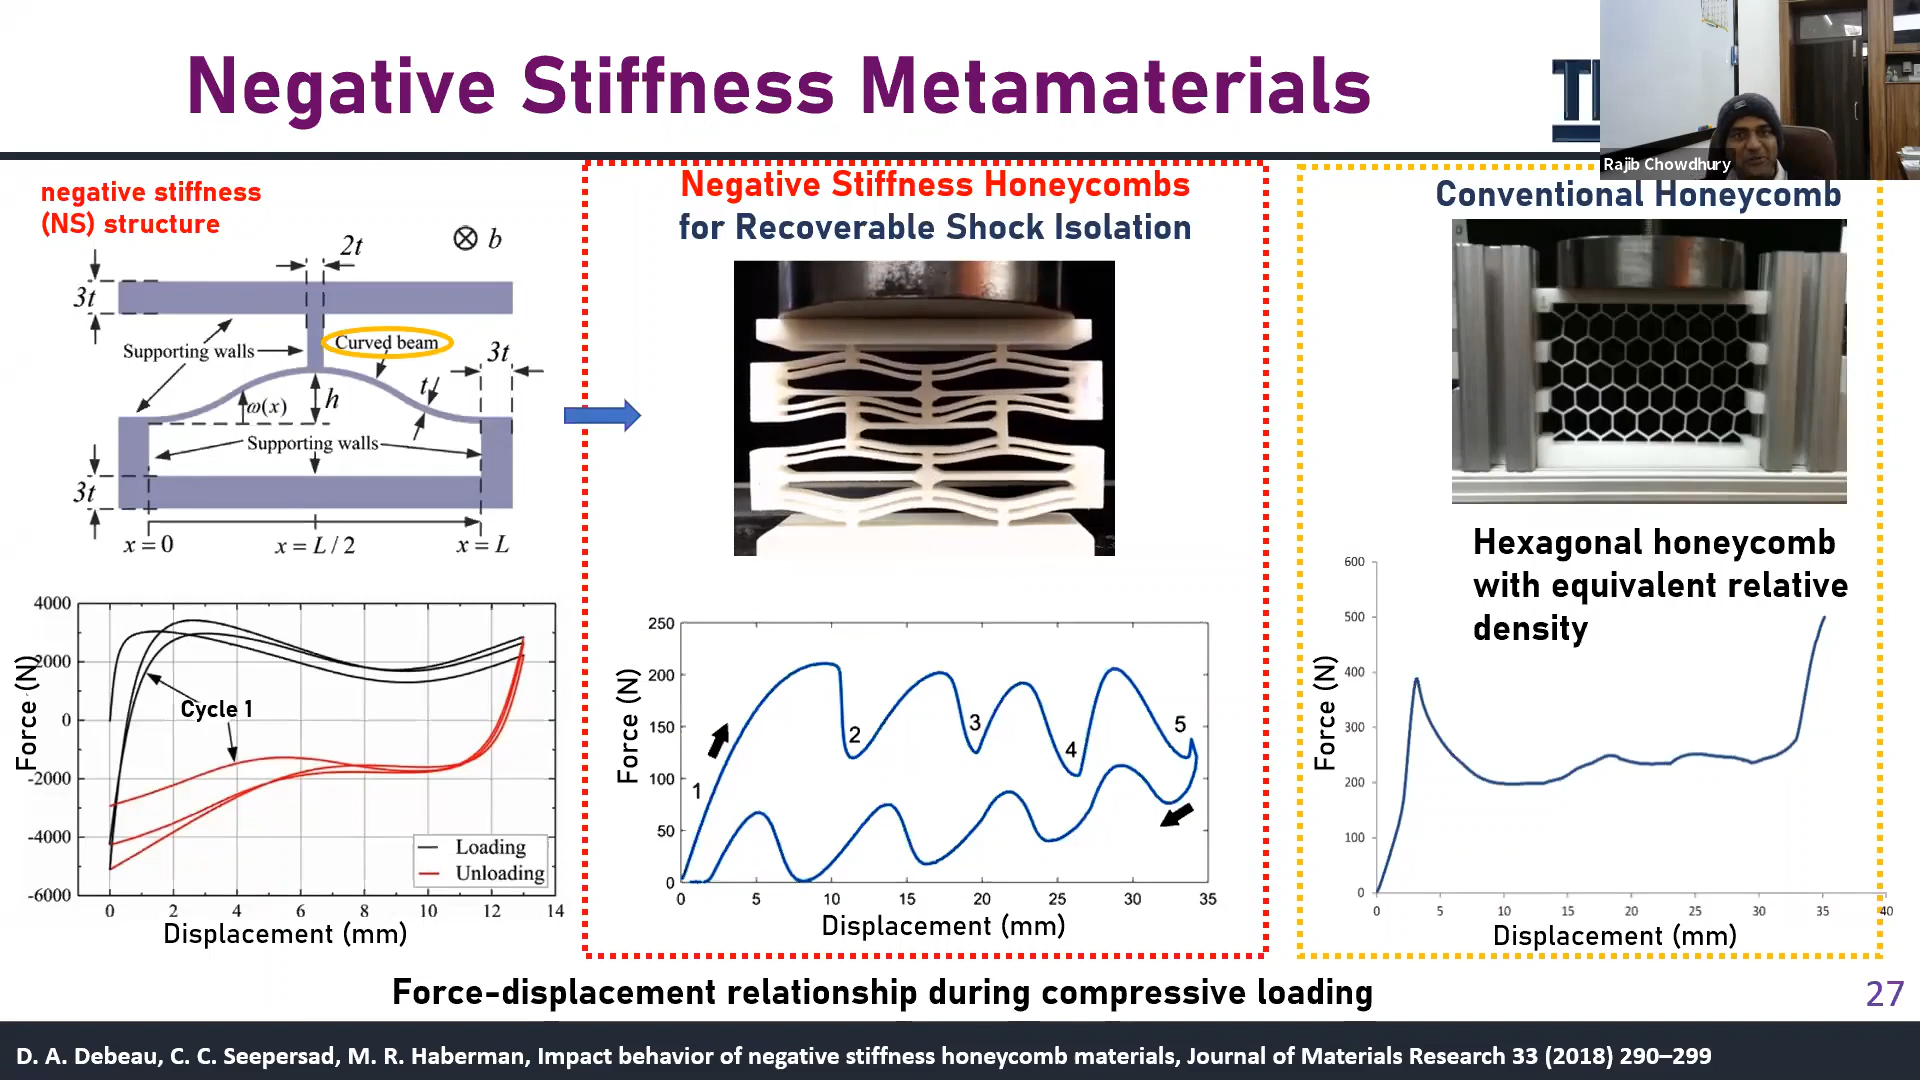 Negative Stiffness Metamaterials
Rajib Chowdhury
negative stiffness
(NS) structure
2t
b
3t
Supporting walls
Curved beam
3t
t
ω(x)
h
Supporting walls
3t
x = 0
x = L / 2
x = L
4000
2000
0
-2000
-4000
-6000
Force (N)
Cycle 1
Loading
Unloading
0 2 4 6 8 10 12 14
Displacement (mm)
Negative Stiffness Honeycombs
for Recoverable Shock Isolation
250
200
150
100
50
0
Force (N)
1
2
3
4
5
0 5 10 15 20 25 30 35
Displacement (mm)
Conventional Honeycomb
Hexagonal honeycomb
with equivalent relative
density
600
500
400
300
200
100
0
Force (N)
0 5 10 15 20 25 30 35 40
Displacement (mm)
Force-displacement relationship during compressive loading
27
D. A. Debeau, C. C. Seepersad, M. R. Haberman, Impact behavior of negative stiffness honeycomb materials, Journal of Materials Research 33 (2018) 290–299